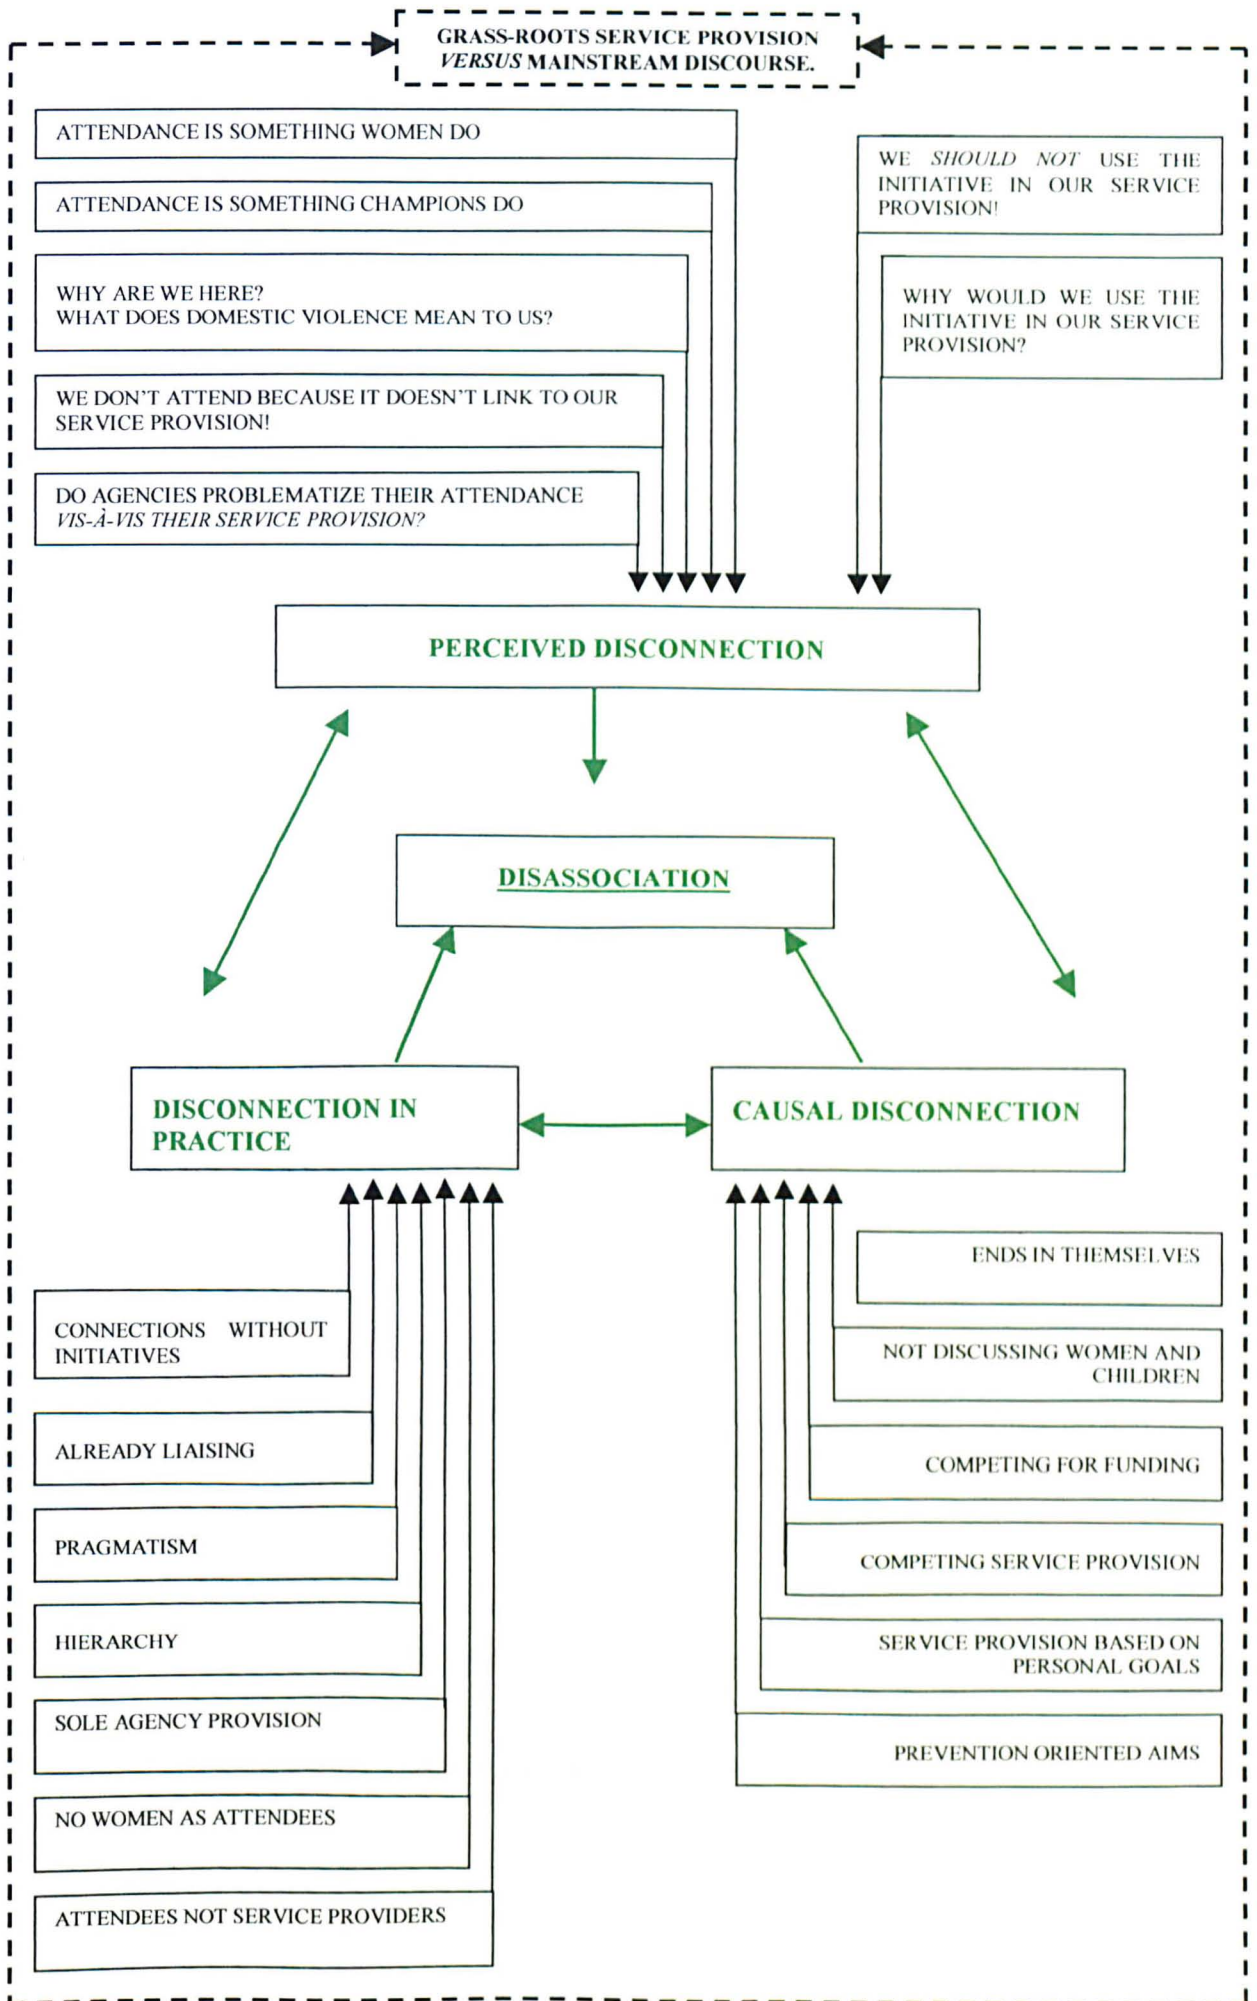 GRASS-ROOTS SERVICE PROVISION
VERSUS MAINSTREAM DISCOURSE.
ATTENDANCE IS SOMETHING WOMEN DO
ATTENDANCE IS SOMETHING CHAMPIONS DO
WHY ARE WE HERE?
WHAT DOES DOMESTIC VIOLENCE MEAN TO US?
WE DON'T ATTEND BECAUSE IT DOESN'T LINK TO OUR
SERVICE PROVISION!
DO AGENCIES PROBLEMATIZE THEIR ATTENDANCE
VIS-À-VIS THEIR SERVICE PROVISION?
WE SHOULD NOT USE THE
INITIATIVE IN OUR SERVICE
PROVISION!
WHY WOULD WE USE THE
INITIATIVE IN OUR SERVICE
PROVISION?
PERCEIVED DISCONNECTION
DISASSOCIATION
DISCONNECTION IN
PRACTICE
CAUSAL DISCONNECTION
CONNECTIONS WITHOUT
INITIATIVES
ALREADY LIAISING
PRAGMATISM
HIERARCHY
SOLE AGENCY PROVISION
NO WOMEN AS ATTENDEES
ATTENDEES NOT SERVICE PROVIDERS
ENDS IN THEMSELVES
NOT DISCUSSING WOMEN AND
CHILDREN
COMPETING FOR FUNDING
COMPETING SERVICE PROVISION
SERVICE PROVISION BASED ON
PERSONAL GOALS
PREVENTION ORIENTED AIMS